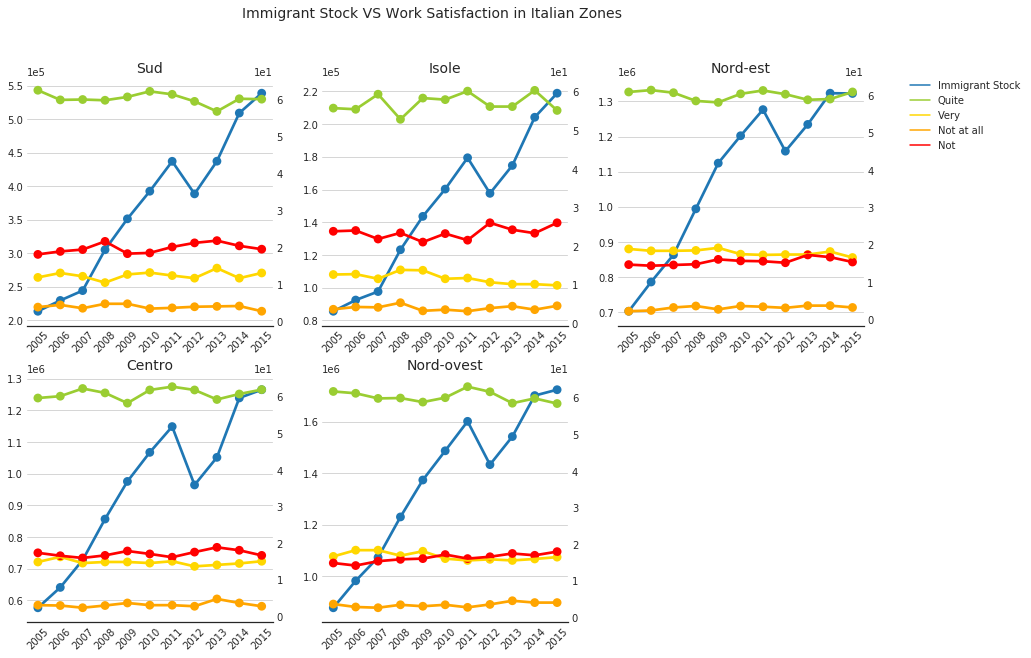 Immigrant Stock VS Work Satisfaction in Italian Zones
Sud
1e5
1e1
5.5
5.0
4.5
4.0
3.5
3.0
2.5
2.0
6
5
4
3
2
1
0
2005 2006 2007 2008 2009 2010 2011 2012 2013 2014 2015
Isole
1e5
1e1
2.2
2.0
1.8
1.6
1.4
1.2
1.0
0.8
6
5
4
3
2
1
0
2005 2006 2007 2008 2009 2010 2011 2012 2013 2014 2015
Nord-est
1e6
1e1
1.3
1.2
1.1
1.0
0.9
0.8
0.7
6
5
4
3
2
1
0
2005 2006 2007 2008 2009 2010 2011 2012 2013 2014 2015
Immigrant Stock
Quite
Very
Not at all
Not
Centro
1e6
1e1
1.3
1.2
1.1
1.0
0.9
0.8
0.7
0.6
6
5
4
3
2
1
0
2005 2006 2007 2008 2009 2010 2011 2012 2013 2014 2015
Nord-ovest
1e6
1e1
1.6
1.4
1.2
1.0
6
5
4
3
2
1
0
2005 2006 2007 2008 2009 2010 2011 2012 2013 2014 2015